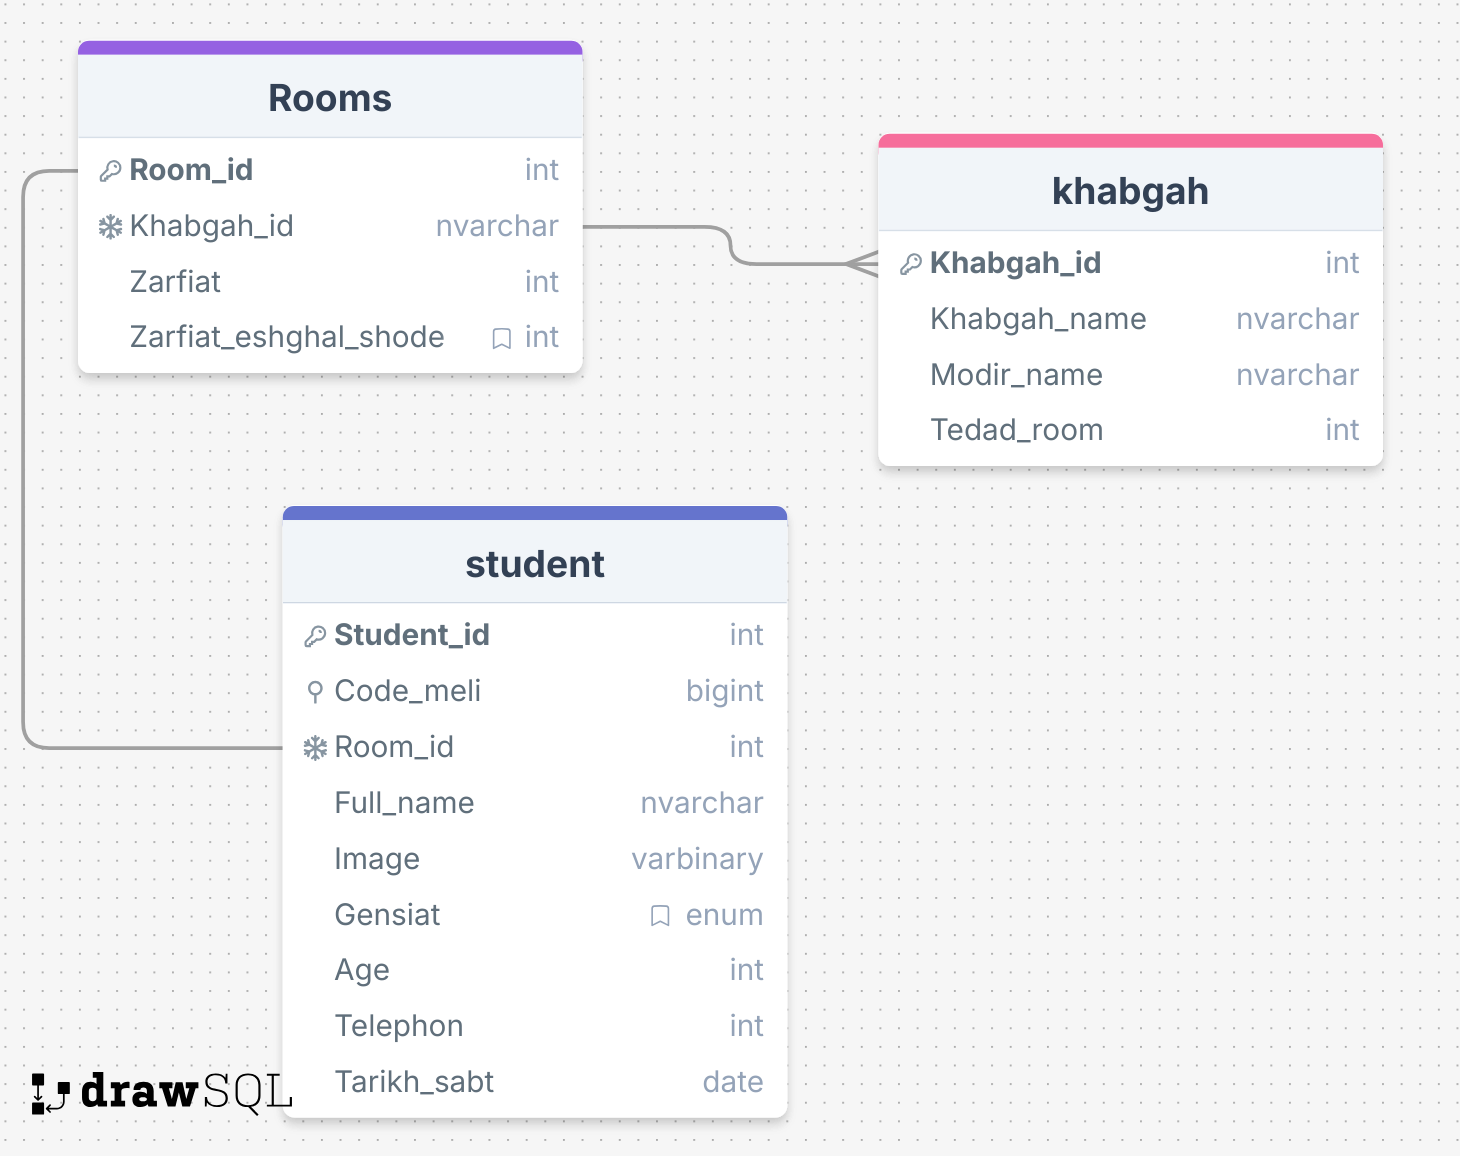 Rooms
Room_id int
Khabgah_id nvarchar
Zarfiat int
Zarfiat_eshghal_shode int
khabgah
Khabgah_id int
Khabgah_name nvarchar
Modir_name nvarchar
Tedad_room int
student
Student_id int
Code_meli bigint
Room_id int
Full_name nvarchar
Image varbinary
Gensiat enum
Age int
Telephon int
Tarikh_sabt date
drawSQL